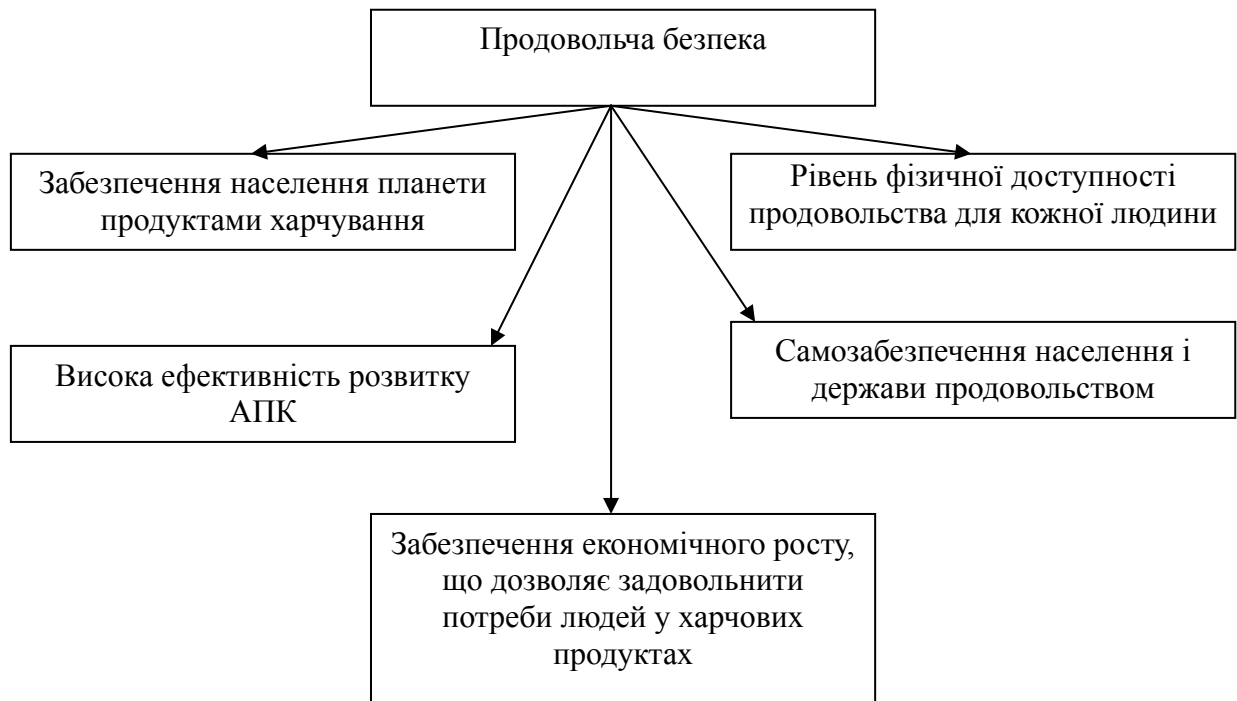 Продовольча безпека
Забезпечення населення планети
продуктами харчування
Рівень фізичної доступності
продовольства для кожної людини
Висока ефективність розвитку
АПК
Самозабезпечення населення і
держави продовольством
Забезпечення економічного росту,
що дозволяє задовольнити
потреби людей у харчових
продуктах